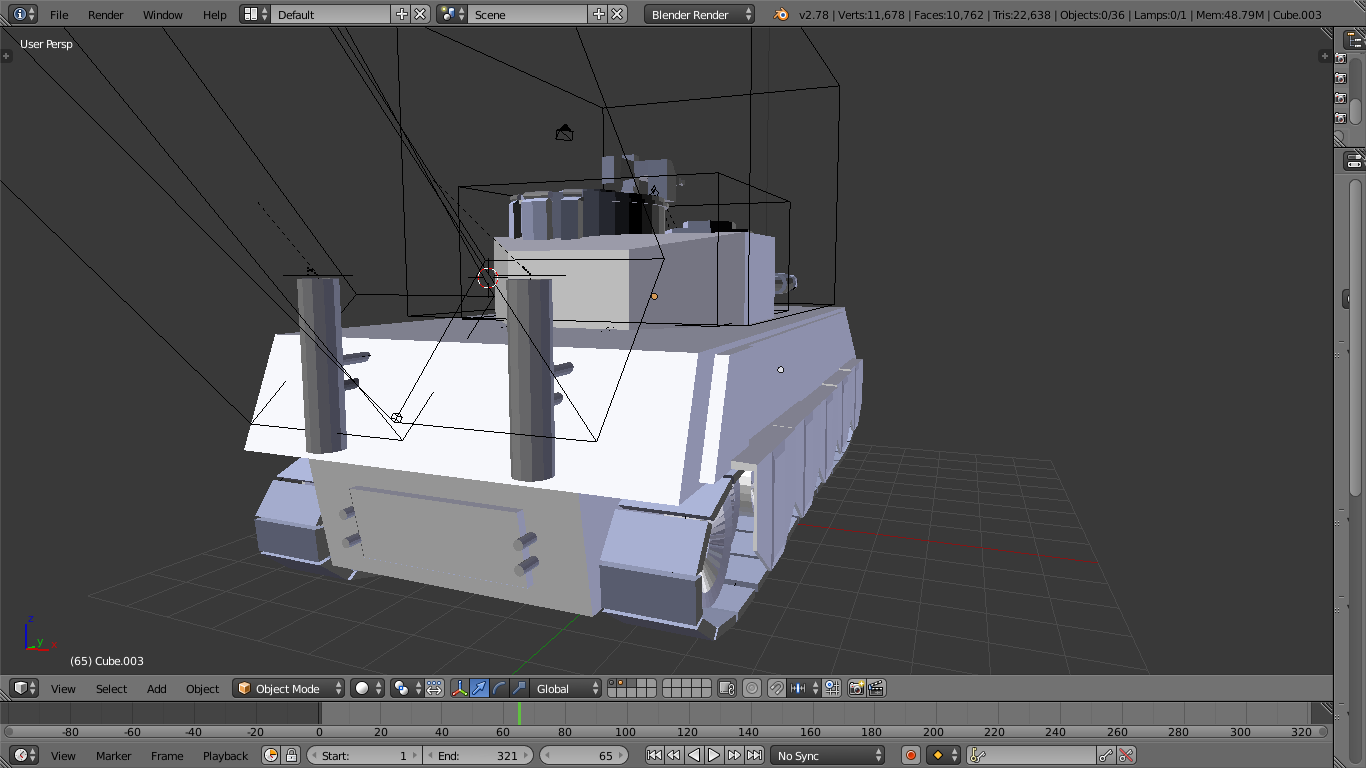 File Render Window Help Default Scene Blender Render v2.78 | Verts:11,678 | Faces:10,762 | Tris:22,638 | Objects:0/36 | Lamps:0/1 | Mem:48.79M | Cube.003
User Persp
z
y x
(65) Cube.003
View Select Add Object Object Mode Global
-80 -60 -40 -20 0 20 40 60 80 100 120 140 160 180 200 220 240 260 280 300 320
View Marker Frame Playback Start: 1 End: 321 65 No Sync